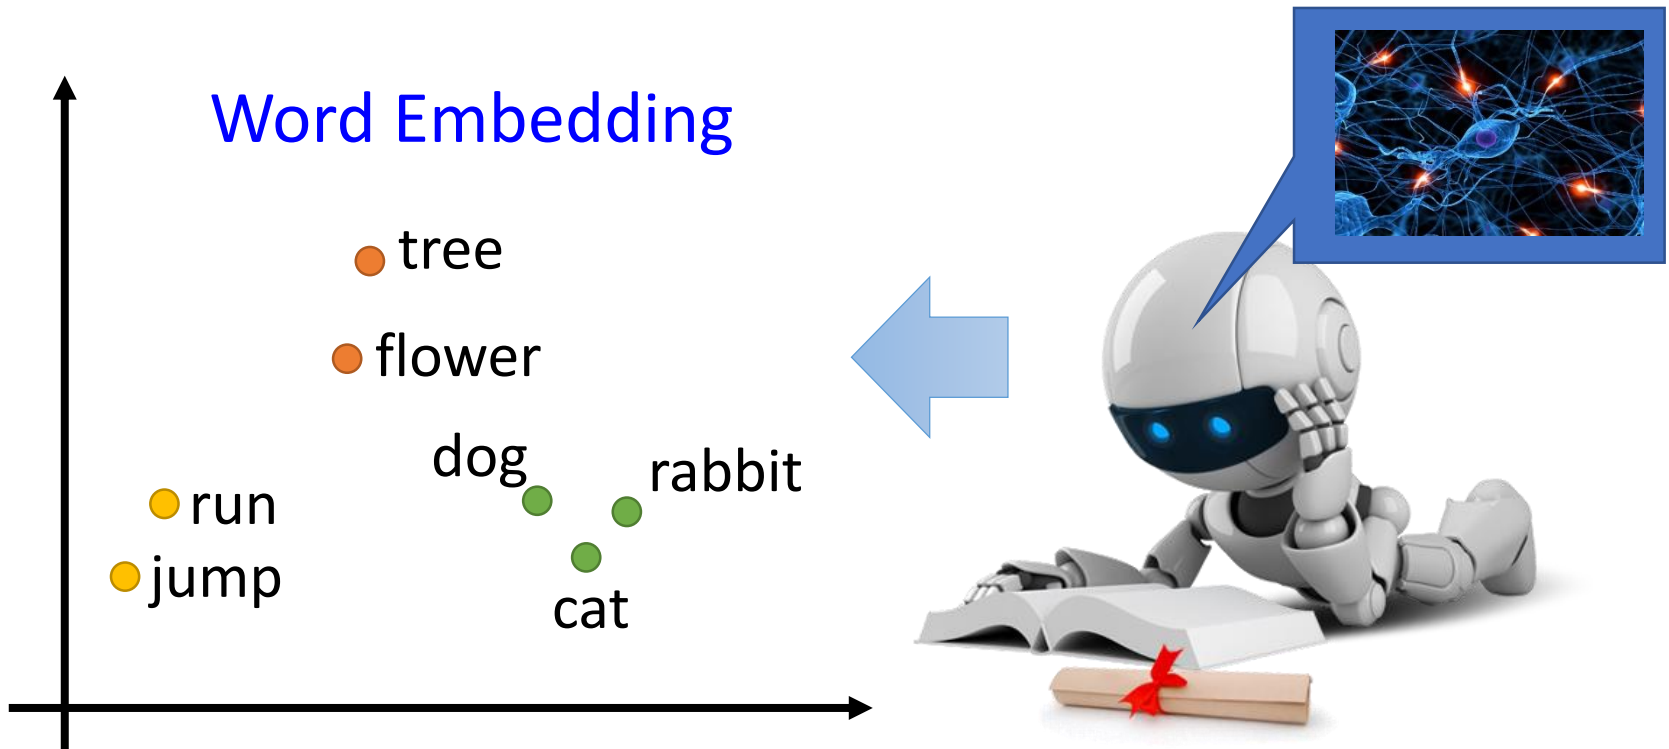 Word Embedding
tree
flower
dog
rabbit
run
jump
cat